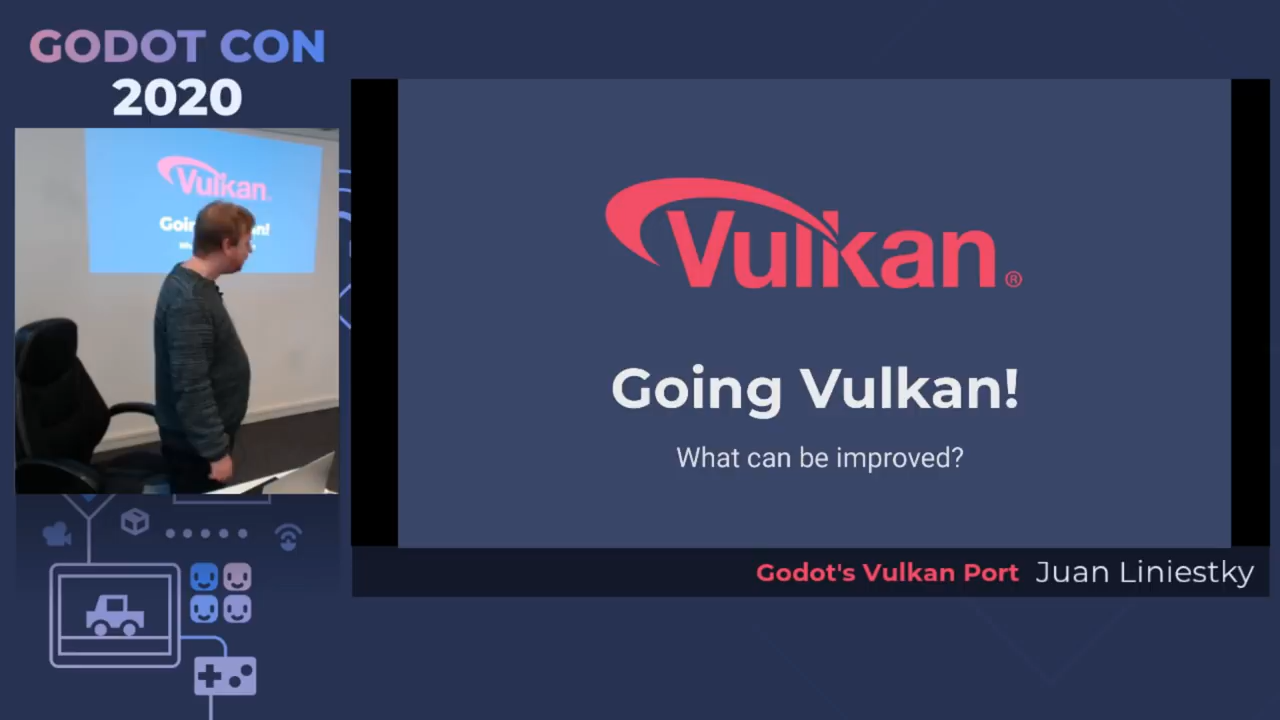 GODOT CON
2020
Vulkan
Vulkan®
Going Vulkan!
What can be improved?
Godot's Vulkan Port Juan Liniestky